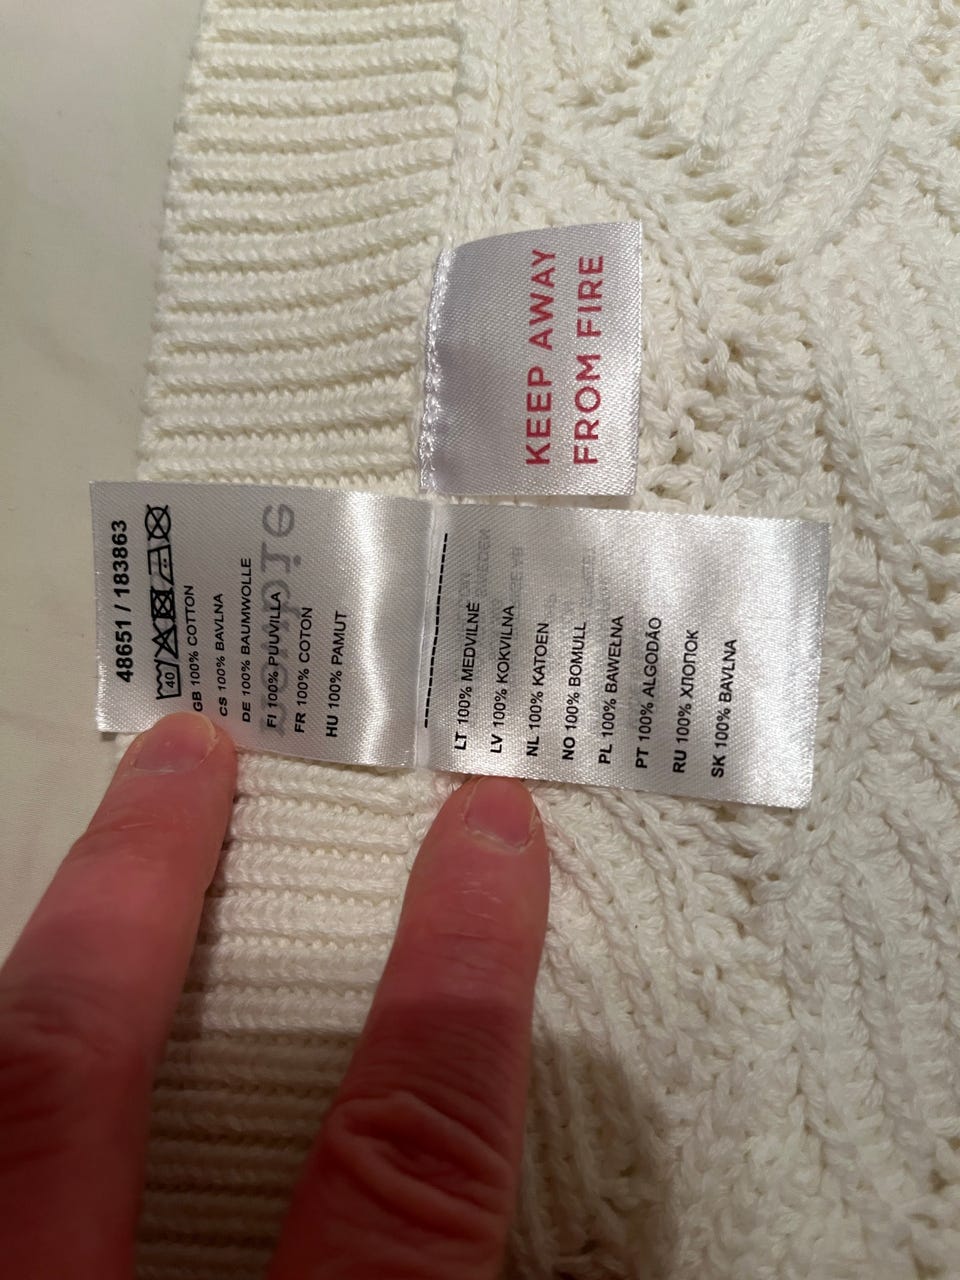 KEEP AWAY
FROM FIRE
48651 / 183863
40
GB 100% COTTON
CS 100% BAVLNA
DE 100% BAUMWOLLE
FI 100% PUUVILLA
FR 100% COTON
HU 100% PAMUT
LT 100% MEDVILNĖ
LV 100% KOKVILNA
NL 100% KATOEN
NO 100% BOMULL
PL 100% BAWEŁNA
PT 100% ALGODÃO
RU 100% ХЛОПОК
SK 100% BAVLNA